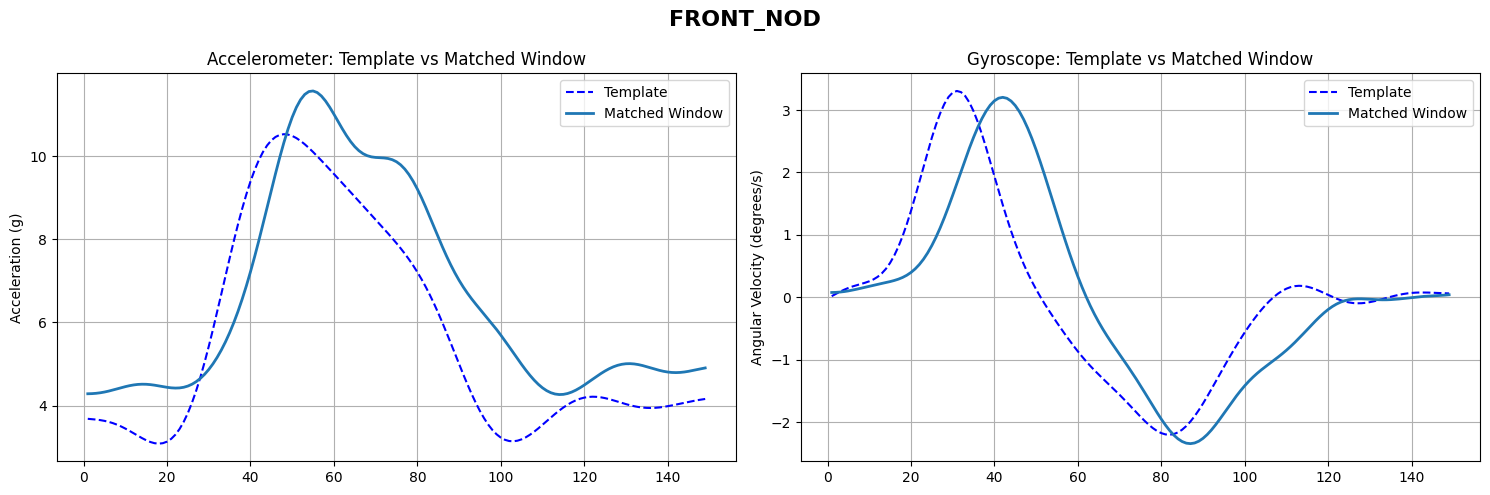 FRONT_NOD
Accelerometer: Template vs Matched Window
Template
Matched Window
Acceleration (g)
10
8
6
4
0 20 40 60 80 100 120 140
Gyroscope: Template vs Matched Window
Template
Matched Window
Angular Velocity (degrees/s)
3
2
1
0
−1
−2
0 20 40 60 80 100 120 140